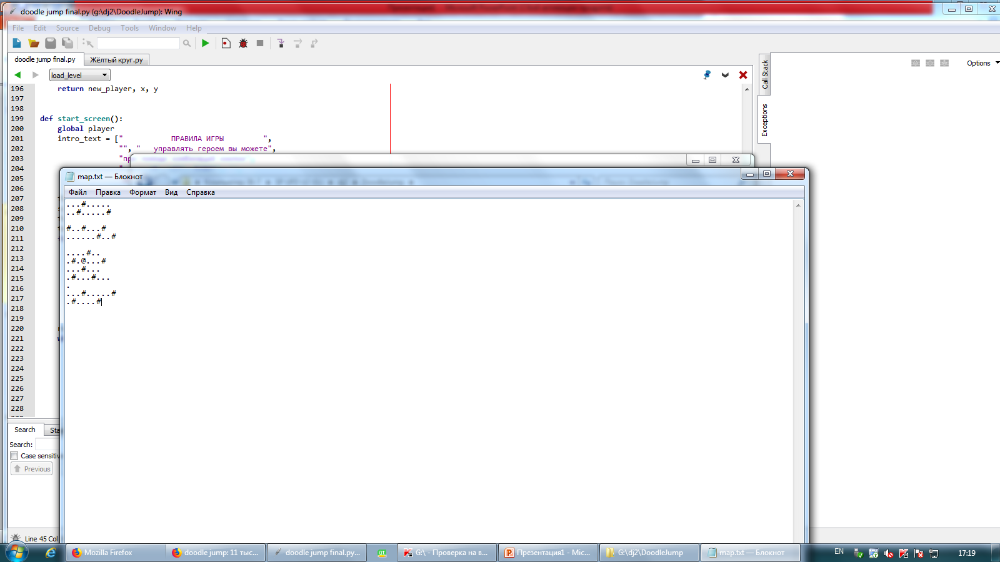 doodle jump final.py (g:\dj2\DoodleJump): Wing
File Edit Source Debug Tools Window Help
doodle jump final.py Жёлтый круг.py
load_level
Options
Call Stack
Exceptions
196 return new_player, x, y
197
198
199 def start_screen():
200 global player
201 intro_text = [" ПРАВИЛА ИГРЫ ",
202 "", " управлять героем вы можете",
203
204
205
206
207
208
209
210
211
212
213
214
215
216
217
218
219
220
221
222
223
224
225
226
227
228
map.txt — Блокнот
Файл Правка Формат Вид Справка
...#.....
..#.....#
#..#...#
......#..#
....#..
.#.@...#
...#...
.#...#...
.
...#.....#
.#....#
Search Sta
Search:
Case sensitiv
Previous
Line 45 Col
Mozilla Firefox
doodle jump: 11 тыс...
doodle jump final.py...
G:\ - Проверка на в...
Презентация1 - Mic...
G:\dj2\DoodleJump
map.txt — Блокнот
EN
17:19